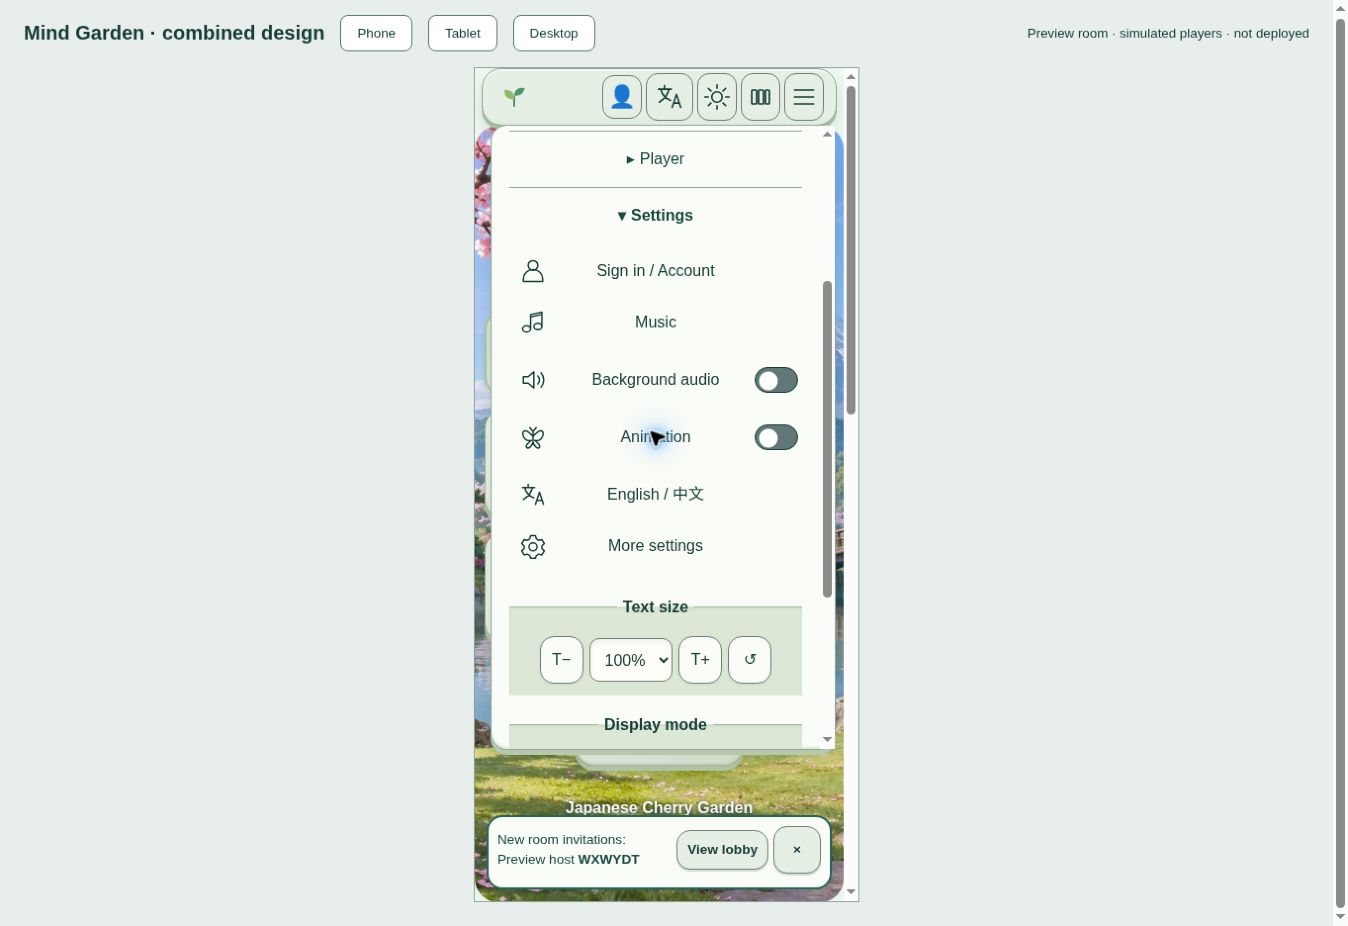 Mind Garden · combined design
Phone
Tablet
Desktop
Preview room · simulated players · not deployed
▸ Player
▾ Settings
Sign in / Account
Music
Background audio
Animation
English / 中文
More settings
Text size
T−
100%
T+
↺
Display mode
Japanese Cherry Garden
New room invitations:
Preview host WXWYDT
View lobby
×